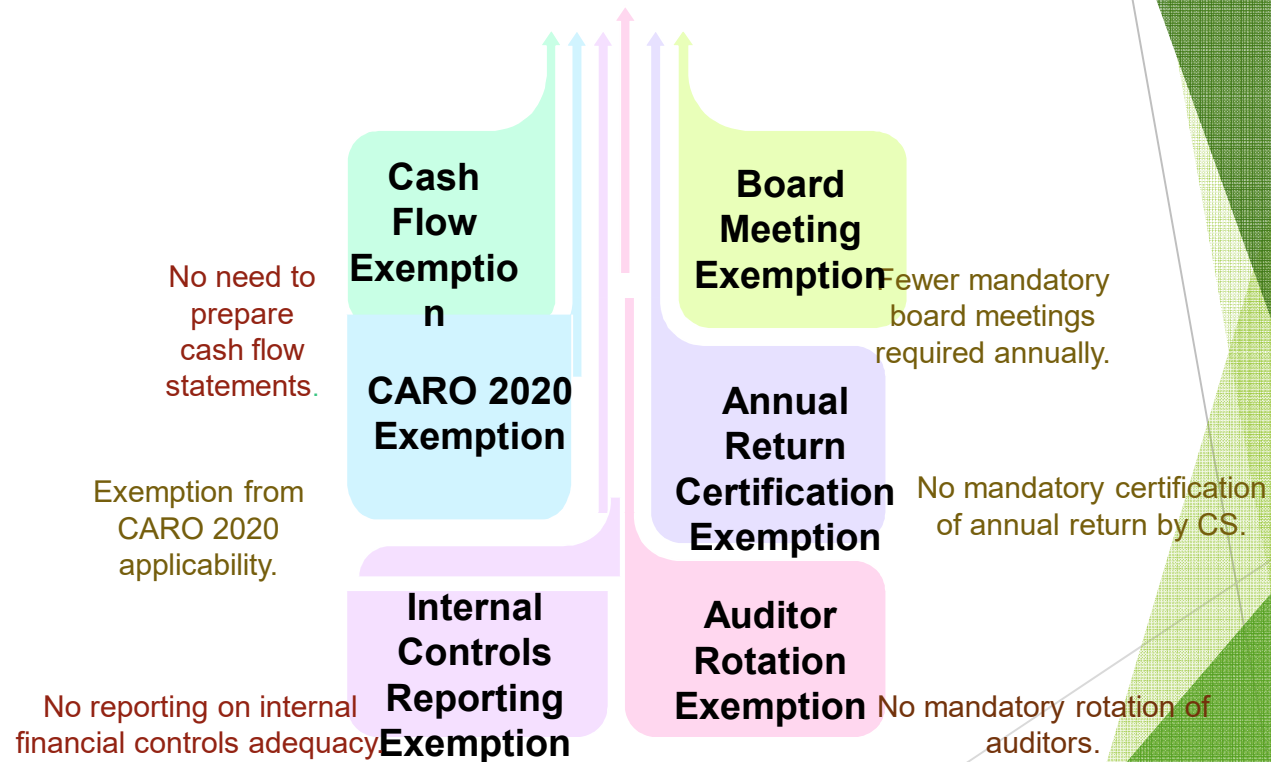 Cash
Flow
Exemptio
n
No need to
prepare
cash flow
statements.
CARO 2020
Exemption
Exemption from
CARO 2020
applicability.
Internal
Controls
Reporting
Exemption
No reporting on internal
financial controls adequacy.
Board
Meeting
Exemption
Fewer mandatory
board meetings
required annually.
Annual
Return
Certification
Exemption
No mandatory certification
of annual return by CS.
Auditor
Rotation
Exemption
No mandatory rotation of
auditors.